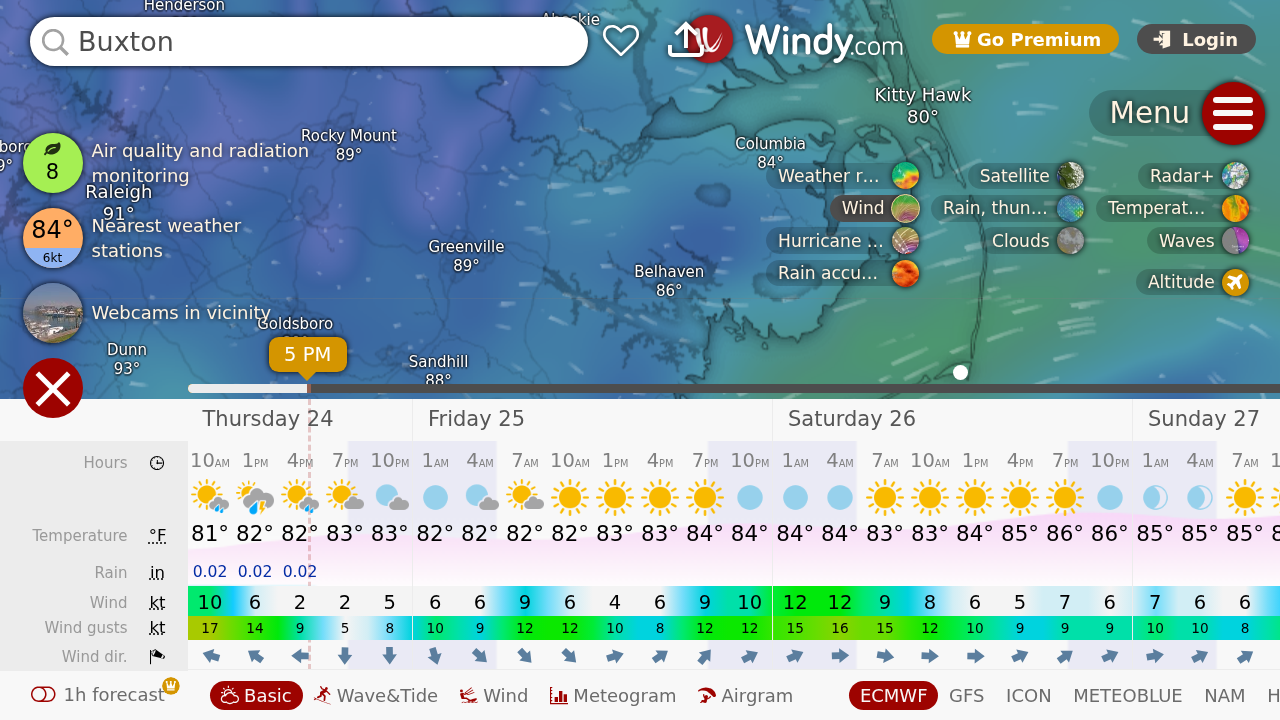 Henderson
Buxton
Windy.com
Go Premium
Login
Kitty Hawk
80°
Menu
Rocky Mount
89°
Columbia
84°
8
Air quality and radiation
monitoring
Raleigh
91°
84°
6kt
Nearest weather
stations
Weather r...
Satellite
Radar+
Wind
Rain, thun...
Temperat...
Hurricane ...
Clouds
Waves
Rain accu...
Altitude
Greenville
89°
Belhaven
86°
Webcams in vicinity
Goldsboro
Dunn
93°
5 PM
Sandhill
88°
Thursday 24 Friday 25 Saturday 26 Sunday 27
Hours 10AM 1PM 4PM 7PM 10PM 1AM 4AM 7AM 10AM 1PM 4PM 7PM 10PM 1AM 4AM 7AM 10AM 1PM 4PM 7PM 10PM 1AM 4AM 7AM
Temperature °F 81° 82° 82° 83° 83° 82° 82° 82° 82° 83° 83° 84° 84° 84° 84° 83° 83° 84° 85° 86° 86° 85° 85° 85°
Rain in 0.02 0.02 0.02
Wind kt 10 6 2 2 5 6 6 9 6 4 6 9 10 12 12 9 8 6 5 7 6 7 6 6
Wind gusts kt 17 14 9 5 8 10 9 12 12 10 8 12 12 15 16 15 12 10 9 9 9 10 10 8
Wind dir.
1h forecast Basic Wave&Tide Wind Meteogram Airgram ECMWF GFS ICON METEOBLUE NAM